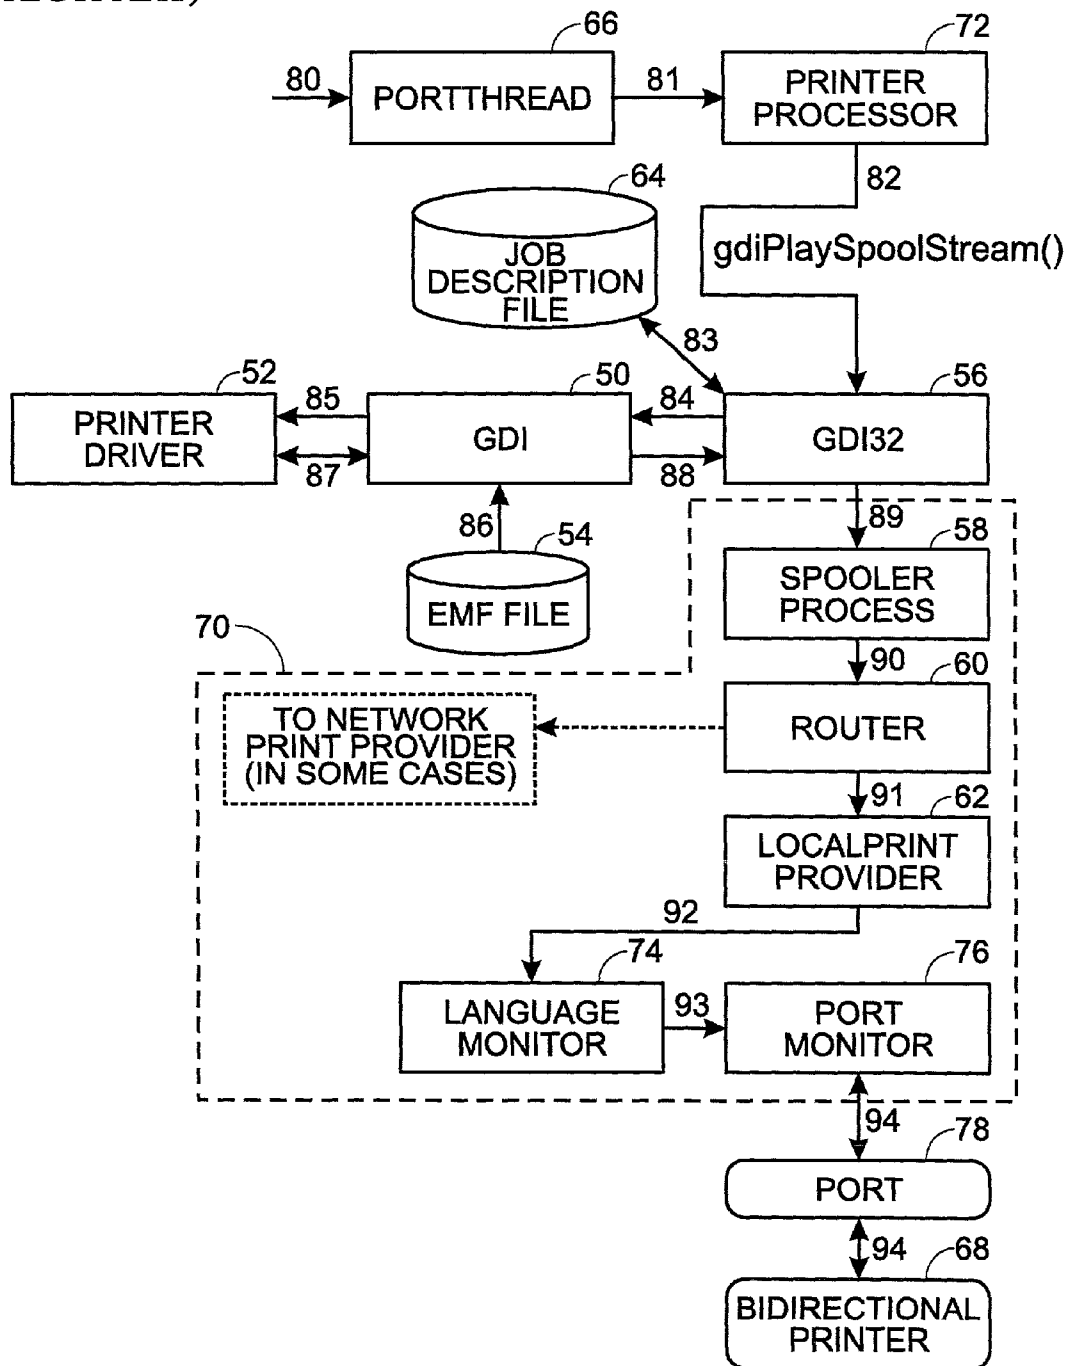 66
72
80
PORTTHREAD
81
PRINTER
PROCESSOR
82
64
gdiPlaySpoolStream()
JOB
DESCRIPTION
FILE
83
52
50
56
PRINTER
DRIVER
85
87
GDI
84
88
GDI32
86
54
EMF FILE
89
58
SPOOLER
PROCESS
70
90
60
TO NETWORK
PRINT PROVIDER
(IN SOME CASES)
ROUTER
91
62
LOCALPRINT
PROVIDER
92
74
76
LANGUAGE
MONITOR
93
PORT
MONITOR
94
78
PORT
94
68
BIDIRECTIONAL
PRINTER